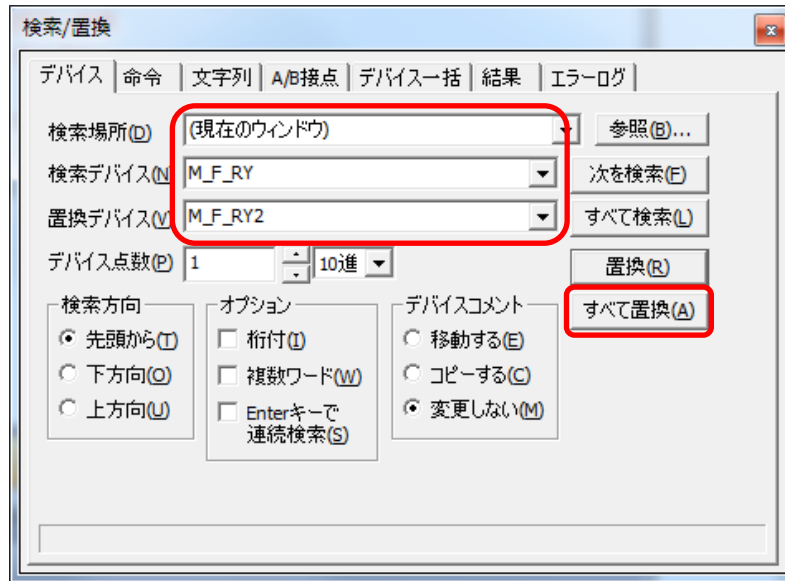 検索/置換
デバイス 命令 文字列 A/B接点 デバイス一括 結果 エラーログ
検索場所(D) (現在のウィンドウ) 参照(B)...
検索デバイス(N) M_F_RY 次を検索(F)
置換デバイス(V) M_F_RY2 すべて検索(L)
デバイス点数(P) 1 10進 置換(R)
検索方向 オプション デバイスコメント すべて置換(A)
先頭から(T) 桁付(I) 移動する(E)
下方向(O) 複数ワード(W) コピーする(C)
上方向(U) Enterキーで 変更しない(M)
連続検索(S)